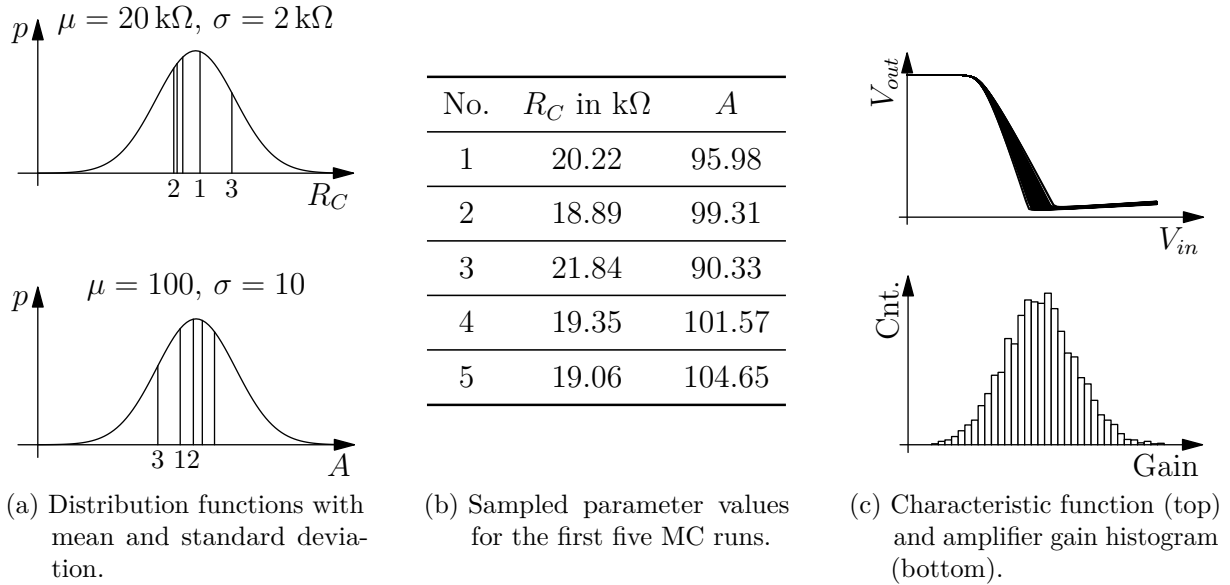 p
μ = 20 kΩ, σ = 2 kΩ
2 1 3
R_C
p
μ = 100, σ = 10
3 12
A
(a) Distribution functions with
mean and standard devia-
tion.
No. R_C in kΩ A
1 20.22 95.98
2 18.89 99.31
3 21.84 90.33
4 19.35 101.57
5 19.06 104.65
(b) Sampled parameter values
for the first five MC runs.
V_out
V_in
Cnt.
Gain
(c) Characteristic function (top)
and amplifier gain histogram
(bottom).